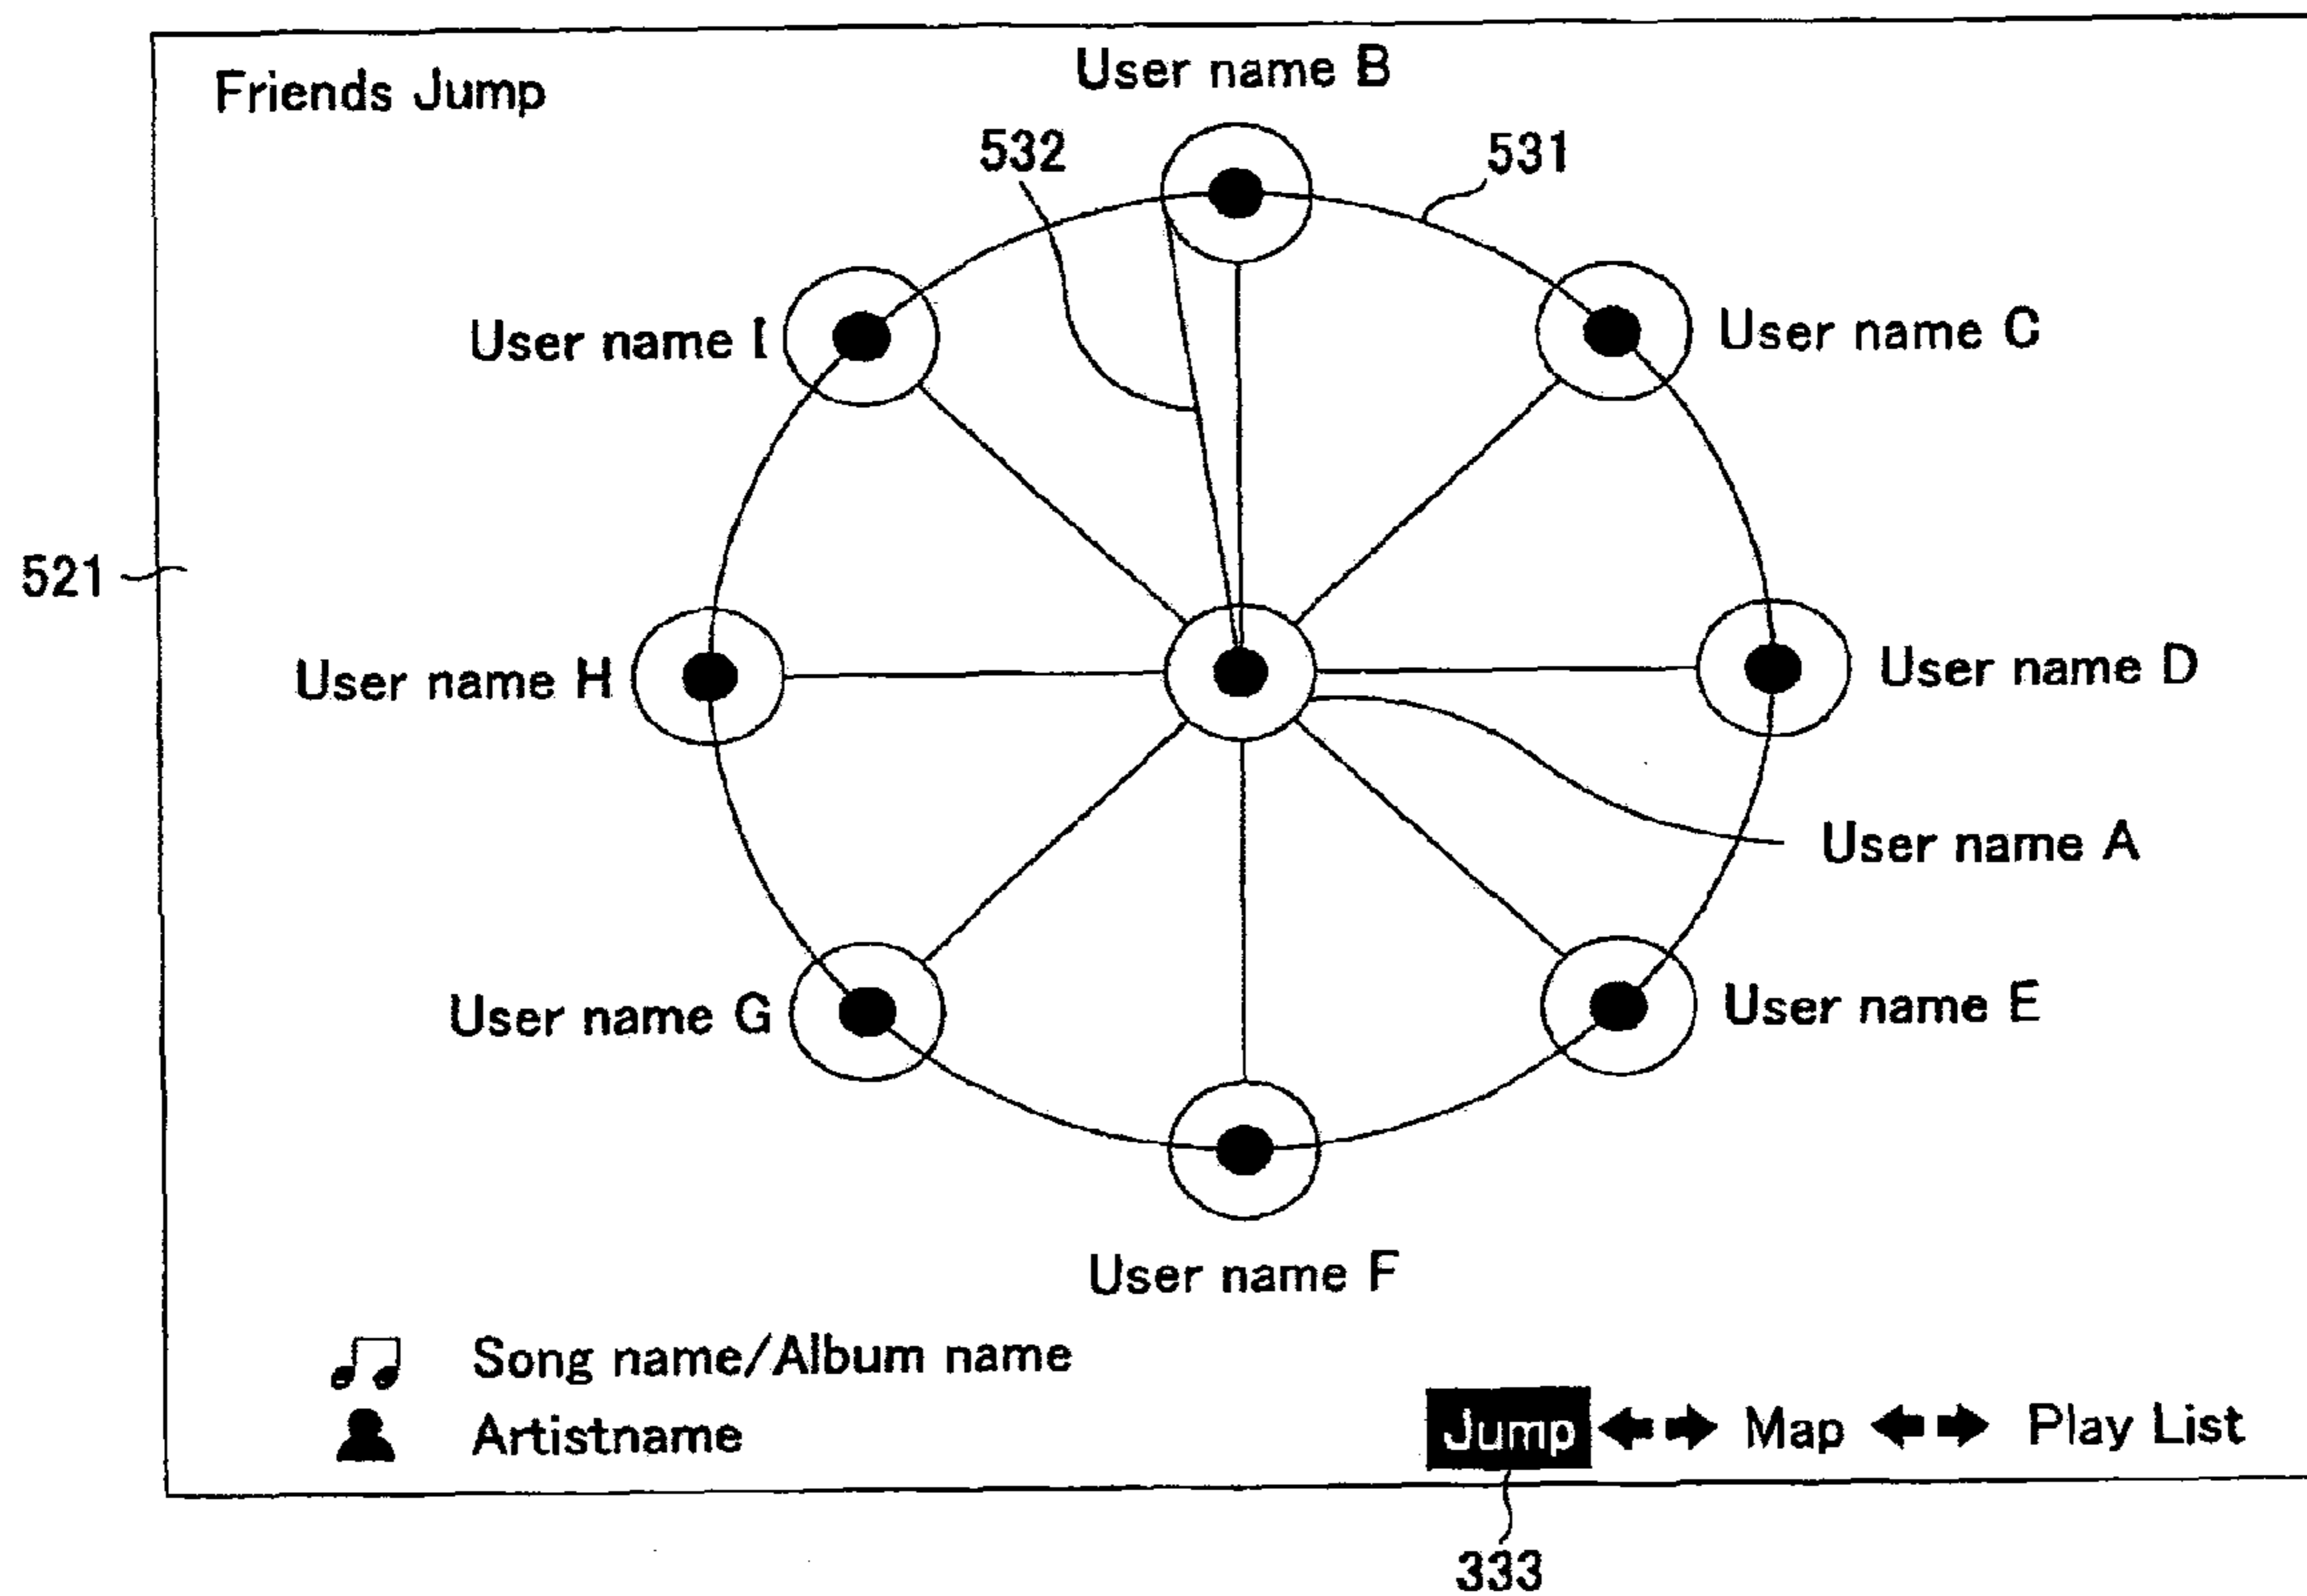 Friends Jump
User name B
532
531
User name I
User name C
521
User name H
User name D
User name A
User name G
User name E
User name F
Song name/Album name
Artistname
Jump Map Play List
333